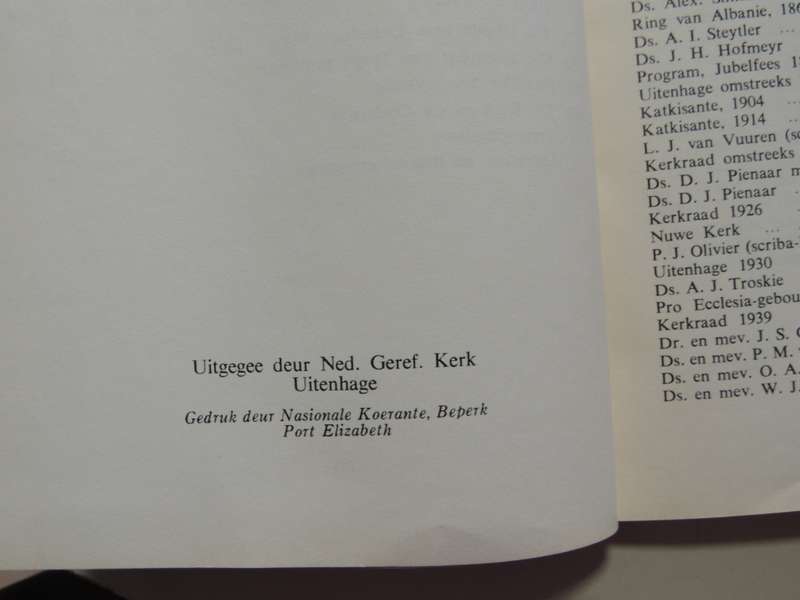 Uitgegee deur Ned. Geref. Kerk
Uitenhage
Gedruk deur Nasionale Koerante, Beperk
Port Elizabeth
Ds. Alex.
Ring van Albanie,
Ds. A. I. Steytler ...
Ds. J. H. Hofmeyr
Program, Jubelfees
Uitenhage omstreeks
Katkisante, 1904 ...
Katkisante, 1914 ..
L. J. van Vuuren
Kerkraad omstreeks
Ds. D. J. Pienaar
Ds. D. J. Pienaar ..
Kerkraad 1926
Nuwe Kerk ...
P. J. Olivier (scriba-
Uitenhage 1930
Ds. A. J. Troskie
Pro Ecclesia-gebou
Kerkraad 1939
Dr. en mev. J. S.
Ds. en mev. P. M.
Ds. en mev. O. A.
Ds. en mev. W. J.